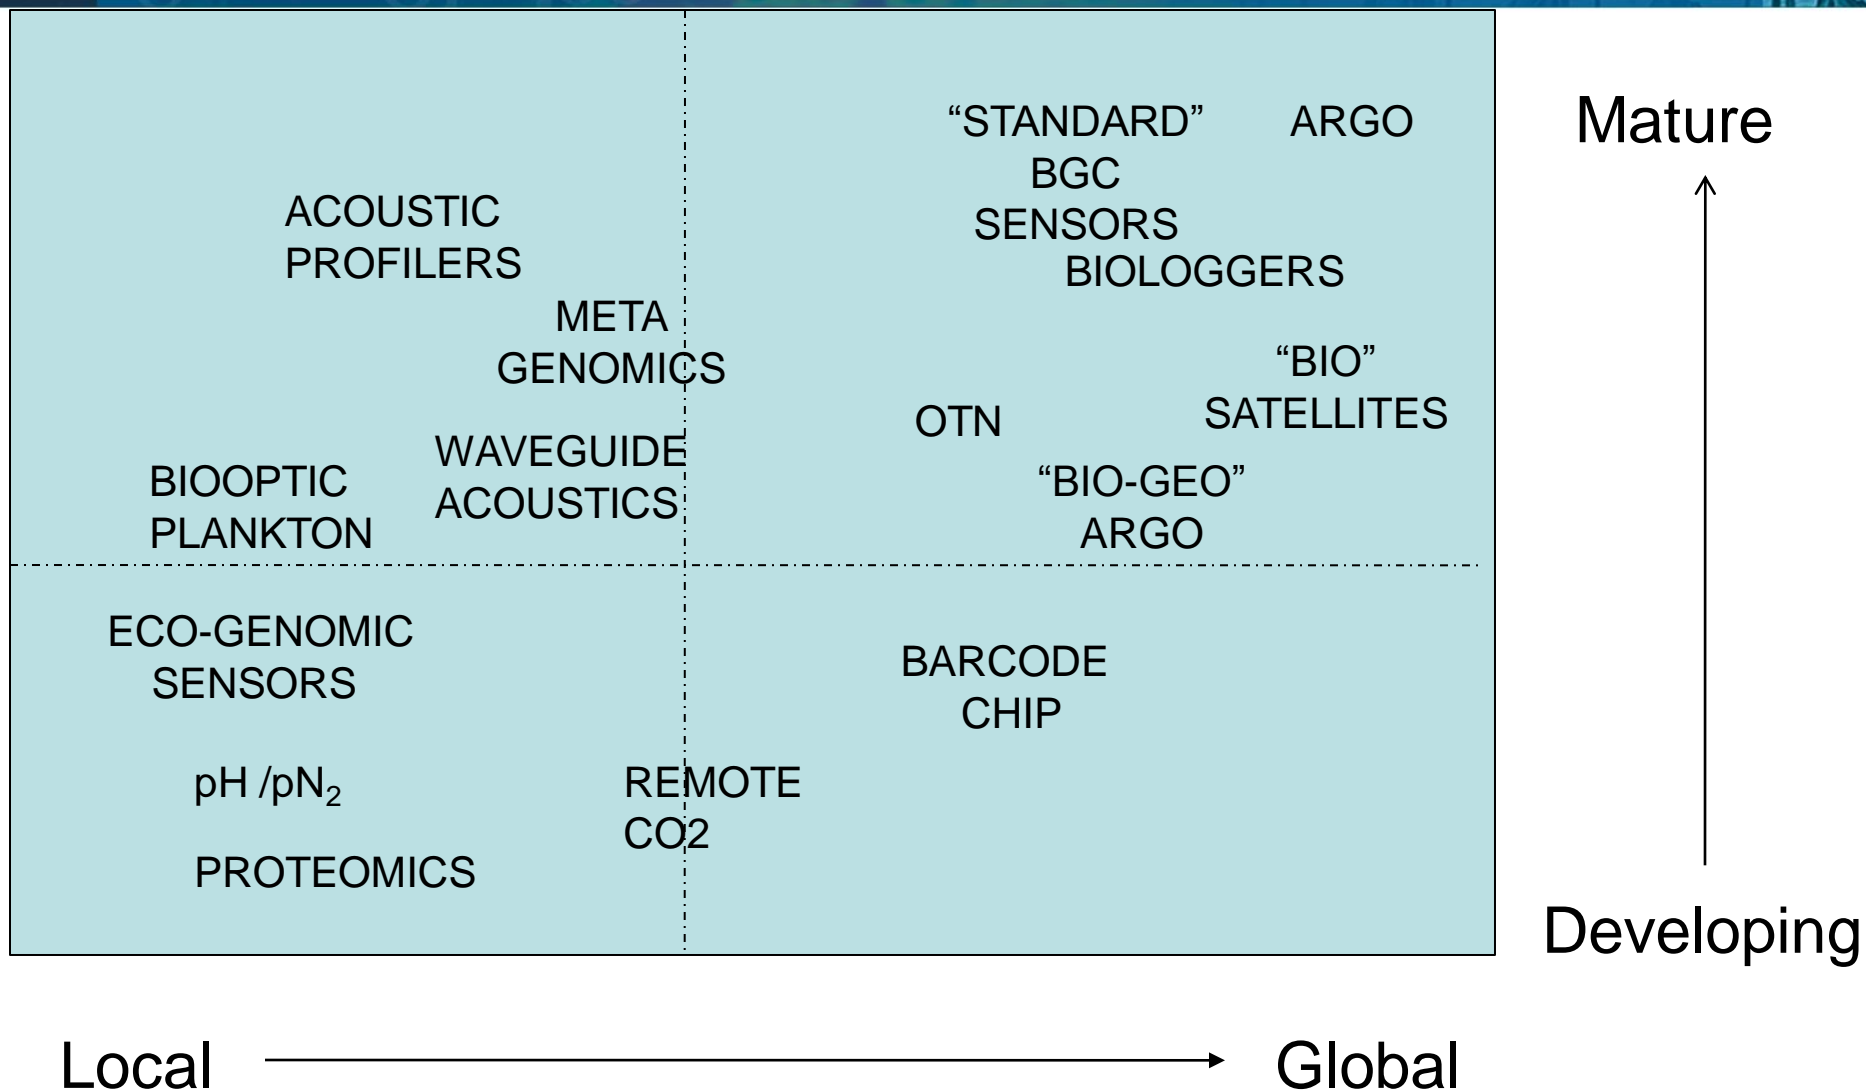 “STANDARD”
BGC
SENSORS
ARGO
Mature
ACOUSTIC
PROFILERS
BIOLOGGERS
META
GENOMICS
“BIO”
SATELLITES
OTN
WAVEGUIDE
ACOUSTICS
BIOOPTIC
PLANKTON
“BIO-GEO”
ARGO
ECO-GENOMIC
SENSORS
BARCODE
CHIP
pH /pN₂
REMOTE
CO2
PROTEOMICS
Developing
Local
Global